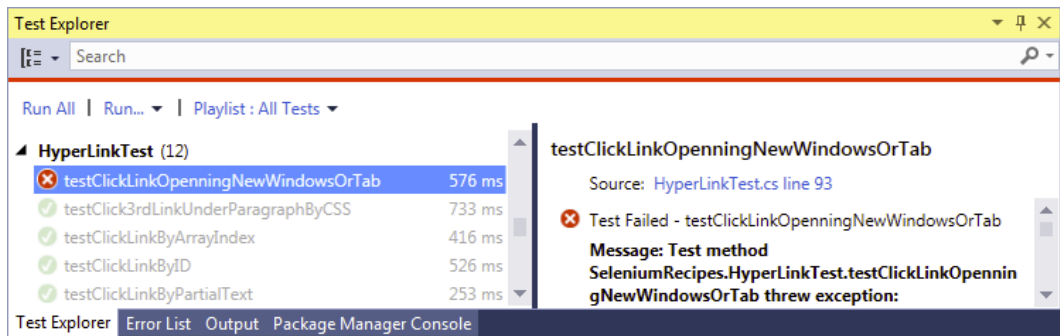 Test Explorer
Search
Run All | Run... | Playlist : All Tests
HyperLinkTest (12)
testClickLinkOpenningNewWindowsOrTab 576 ms
testClick3rdLinkUnderParagraphByCSS 733 ms
testClickLinkByArrayIndex 416 ms
testClickLinkByID 526 ms
testClickLinkByPartialText 253 ms
testClickLinkOpenningNewWindowsOrTab
Source: HyperLinkTest.cs line 93
Test Failed - testClickLinkOpenningNewWindowsOrTab
Message: Test method
SeleniumRecipes.HyperLinkTest.testClickLinkOpennin
gNewWindowsOrTab threw exception:
Test Explorer Error List Output Package Manager Console